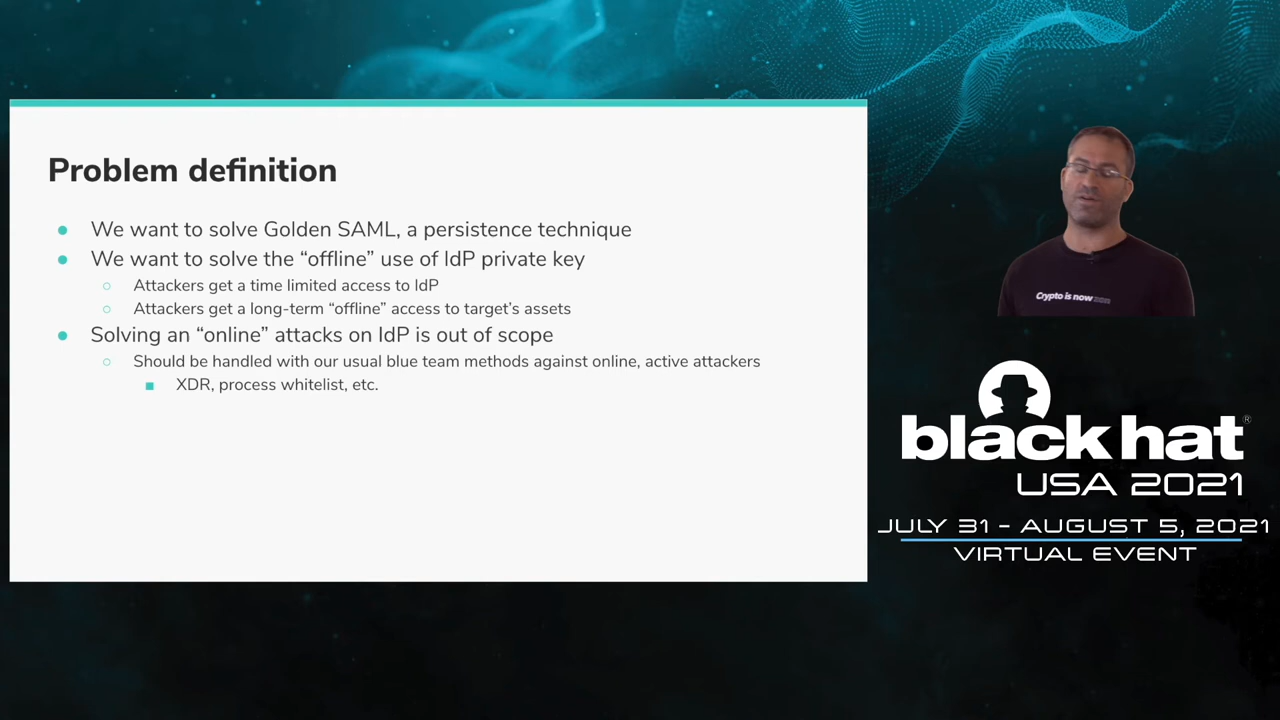 Problem definition
● We want to solve Golden SAML, a persistence technique
● We want to solve the “offline” use of IdP private key
○ Attackers get a time limited access to IdP
○ Attackers get a long-term “offline” access to target’s assets
● Solving an “online” attacks on IdP is out of scope
○ Should be handled with our usual blue team methods against online, active attackers
■ XDR, process whitelist, etc.
Crypto is now
black hat®
USA 2021
JULY 31 - AUGUST 5, 2021
VIRTUAL EVENT